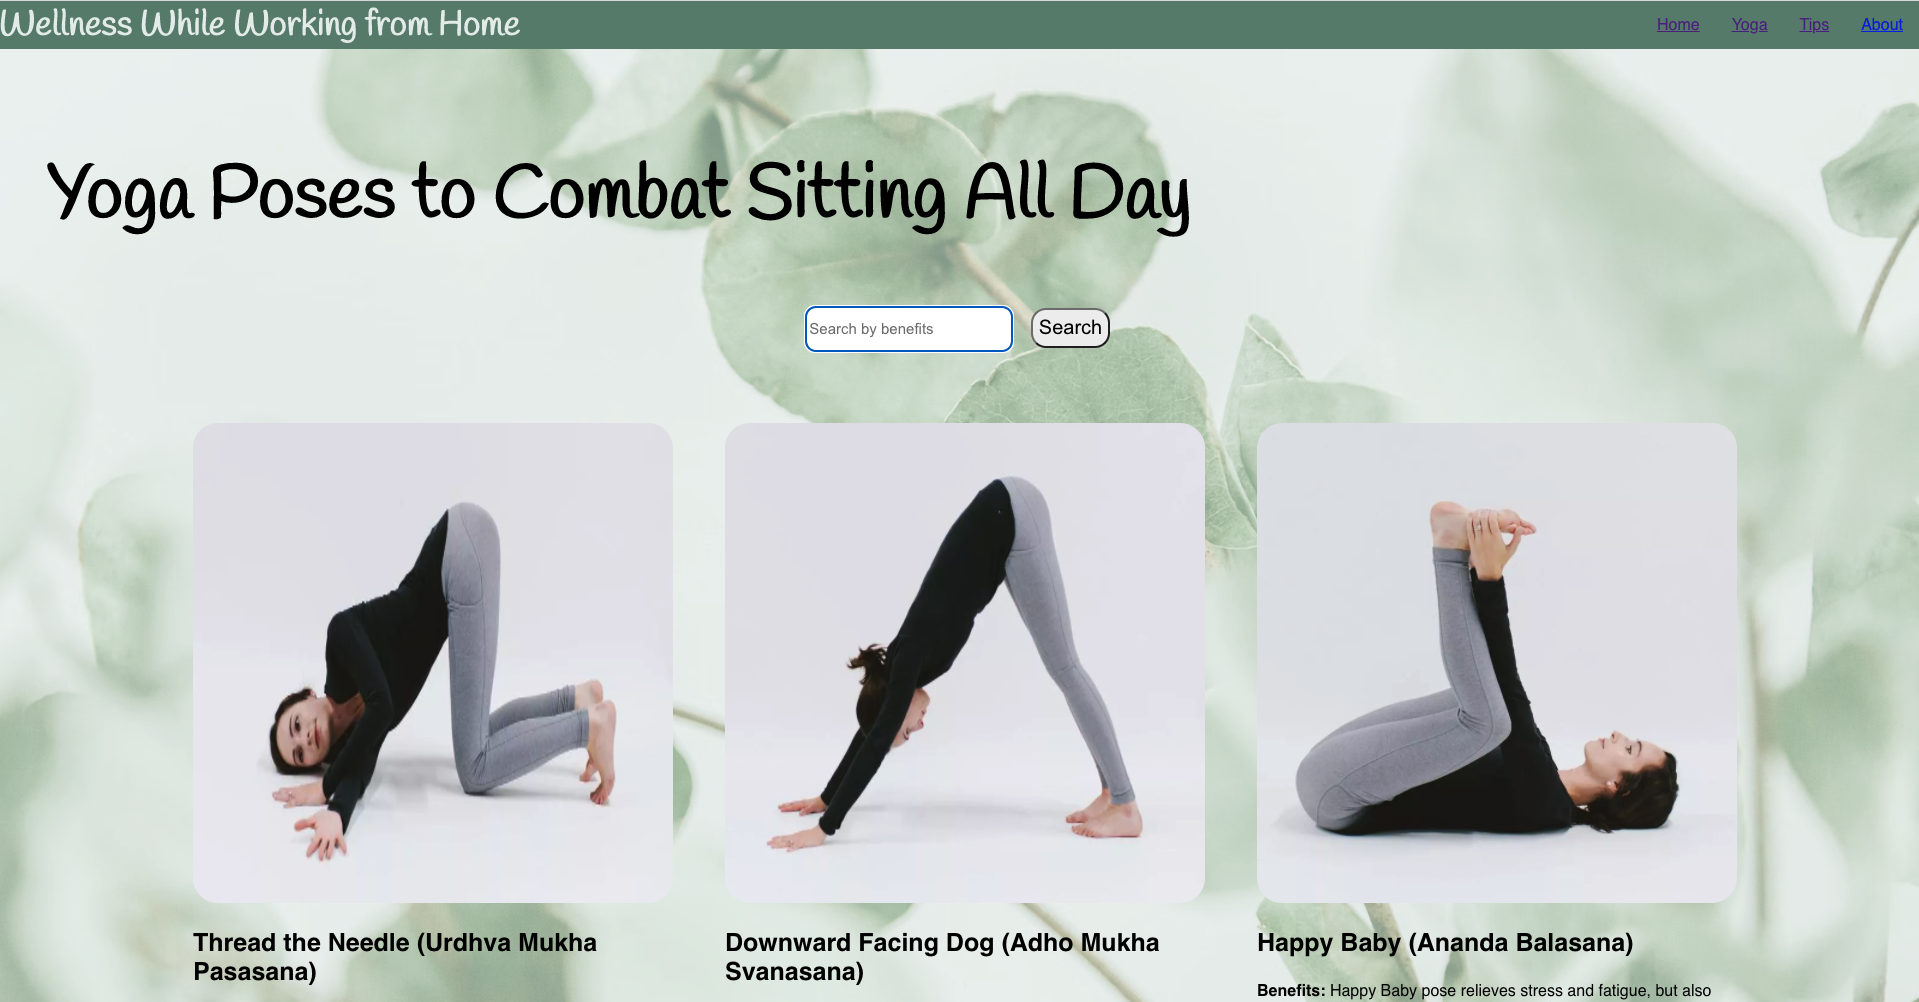 Wellness While Working from Home
Home Yoga Tips About
Yoga Poses to Combat Sitting All Day
Search by benefits Search
Thread the Needle (Urdhva Mukha
Pasasana)
Downward Facing Dog (Adho Mukha
Svanasana)
Happy Baby (Ananda Balasana)
Benefits: Happy Baby pose relieves stress and fatigue, but also